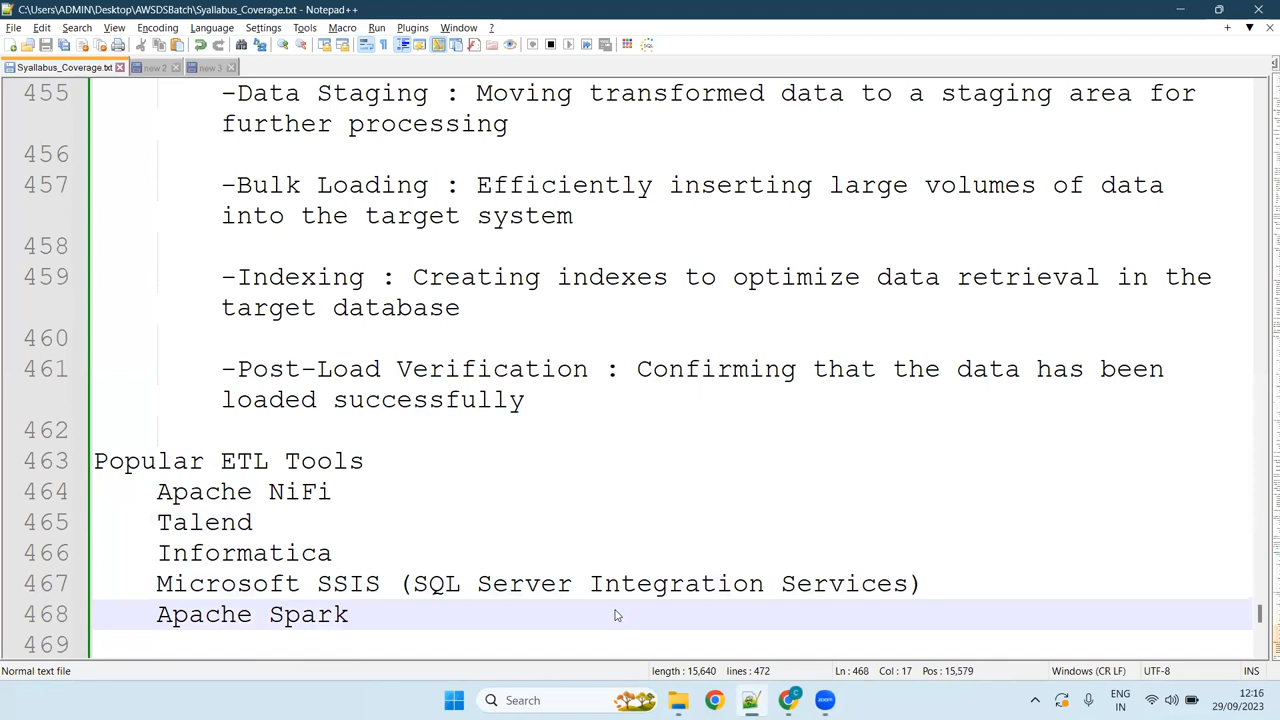 C:\Users\ADMIN\Desktop\AWSDSBatch\Syallabus_Coverage.txt - Notepad++
File Edit Search View Encoding Language Settings Tools Macro Run Plugins Window ?
Syallabus_Coverage.txt new 2 new 3
455 -Data Staging : Moving transformed data to a staging area for
further processing
456
457 -Bulk Loading : Efficiently inserting large volumes of data
into the target system
458
459 -Indexing : Creating indexes to optimize data retrieval in the
target database
460
461 -Post-Load Verification : Confirming that the data has been
loaded successfully
462
463 Popular ETL Tools
464 Apache NiFi
465 Talend
466 Informatica
467 Microsoft SSIS (SQL Server Integration Services)
468 Apache Spark
469
Normal text file length : 15,640 lines : 472 Ln : 468 Col : 17 Pos : 15,579 Windows (CR LF) UTF-8 INS
Search ENG 12:16
IN 29/09/2023